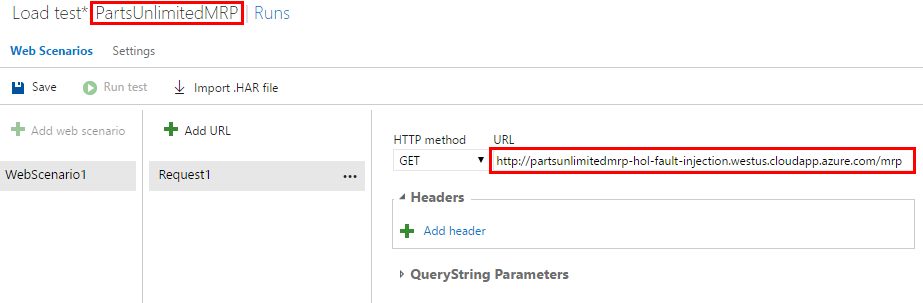 Load test* PartsUnlimitedMRP | Runs
Web Scenarios Settings
Save Run test Import .HAR file
Add web scenario Add URL
HTTP method URL
GET http://partsunlimitedmrp-hol-fault-injection.westus.cloudapp.azure.com/mrp
WebScenario1 Request1 ...
Headers
Add header
QueryString Parameters